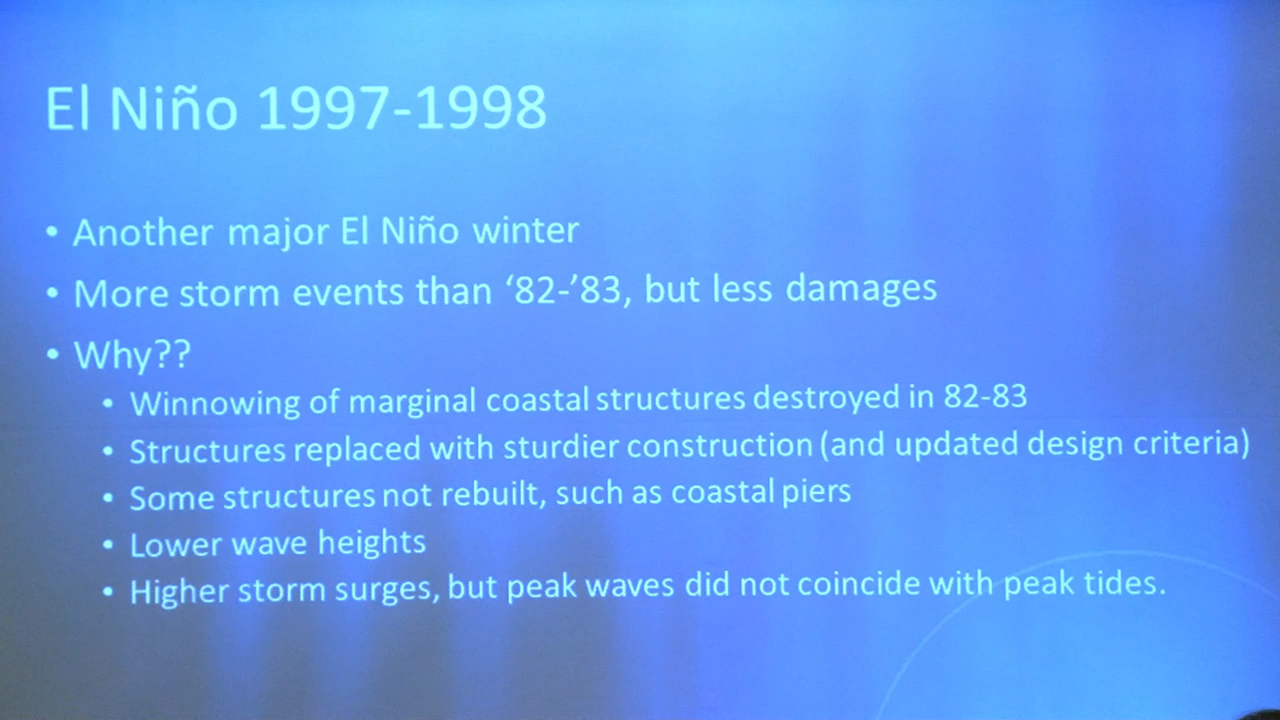 El Niño 1997-1998
• Another major El Niño winter
• More storm events than ‘82-’83, but less damages
• Why??
• Winnowing of marginal coastal structures destroyed in 82-83
• Structures replaced with sturdier construction (and updated design criteria)
• Some structures not rebuilt, such as coastal piers
• Lower wave heights
• Higher storm surges, but peak waves did not coincide with peak tides.